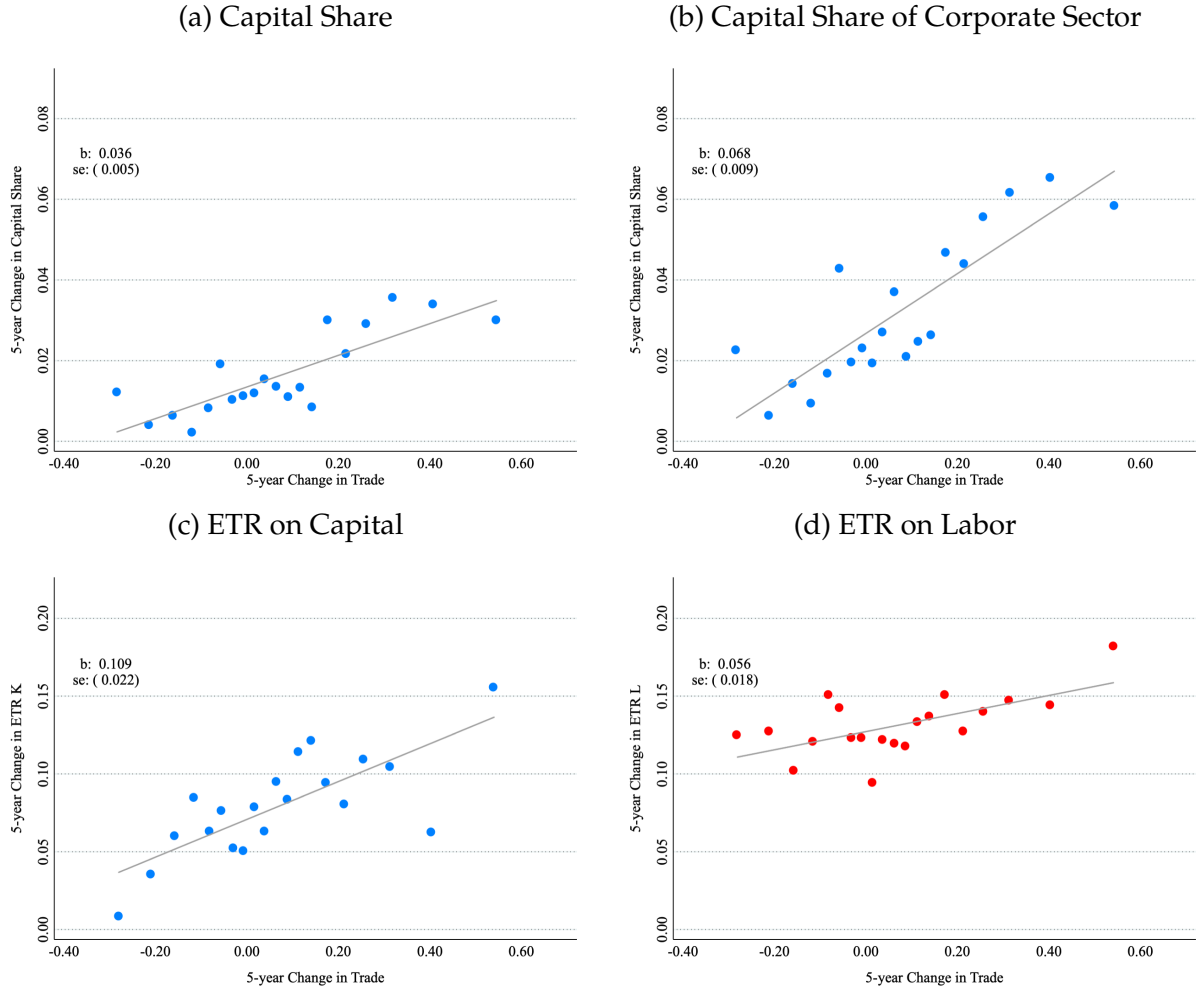 (a) Capital Share
5-year Change in Capital Share
0.08
0.06
0.04
0.02
0.00
b: 0.036
se: ( 0.005)
-0.40 -0.20 0.00 0.20 0.40 0.60
5-year Change in Trade
(b) Capital Share of Corporate Sector
5-year Change in Capital Share
0.08
0.06
0.04
0.02
0.00
b: 0.068
se: ( 0.009)
-0.40 -0.20 0.00 0.20 0.40 0.60
5-year Change in Trade
(c) ETR on Capital
5-year Change in ETR K
0.20
0.15
0.10
0.05
0.00
b: 0.109
se: ( 0.022)
-0.40 -0.20 0.00 0.20 0.40 0.60
5-year Change in Trade
(d) ETR on Labor
5-year Change in ETR L
0.20
0.15
0.10
0.05
0.00
b: 0.056
se: ( 0.018)
-0.40 -0.20 0.00 0.20 0.40 0.60
5-year Change in Trade